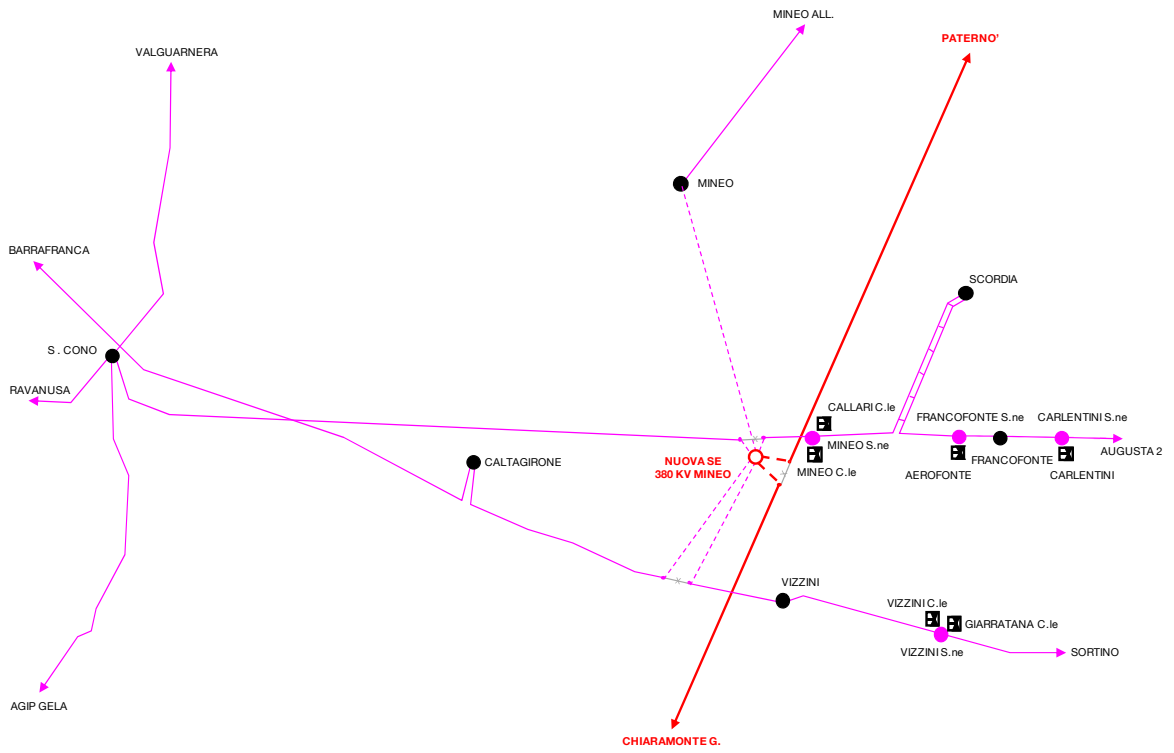 MINEO ALL.
PATERNO'
VALGUARNERA
MINEO
BARRAFRANCA
SCORDIA
S . CONO
RAVANUSA
CALLARI C.le
FRANCOFONTE S.ne
CARLENTINI S.ne
MINEO S.ne
AUGUSTA 2
NUOVA SE
380 KV MINEO
CALTAGIRONE
MINEO C.le
AEROFONTE
FRANCOFONTE
CARLENTINI
VIZZINI
VIZZINI C.le
GIARRATANA C.le
VIZZINI S.ne
SORTINO
AGIP GELA
CHIARAMONTE G.